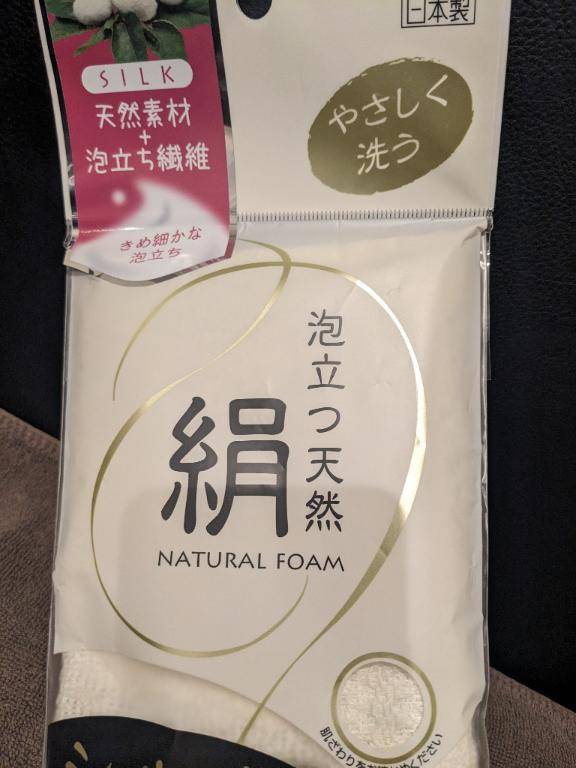 日本製
SILK
天然素材
+
泡立ち繊維
きめ細かな
泡立ち
やさしく
洗う
泡立つ天然
絹
NATURAL FOAM